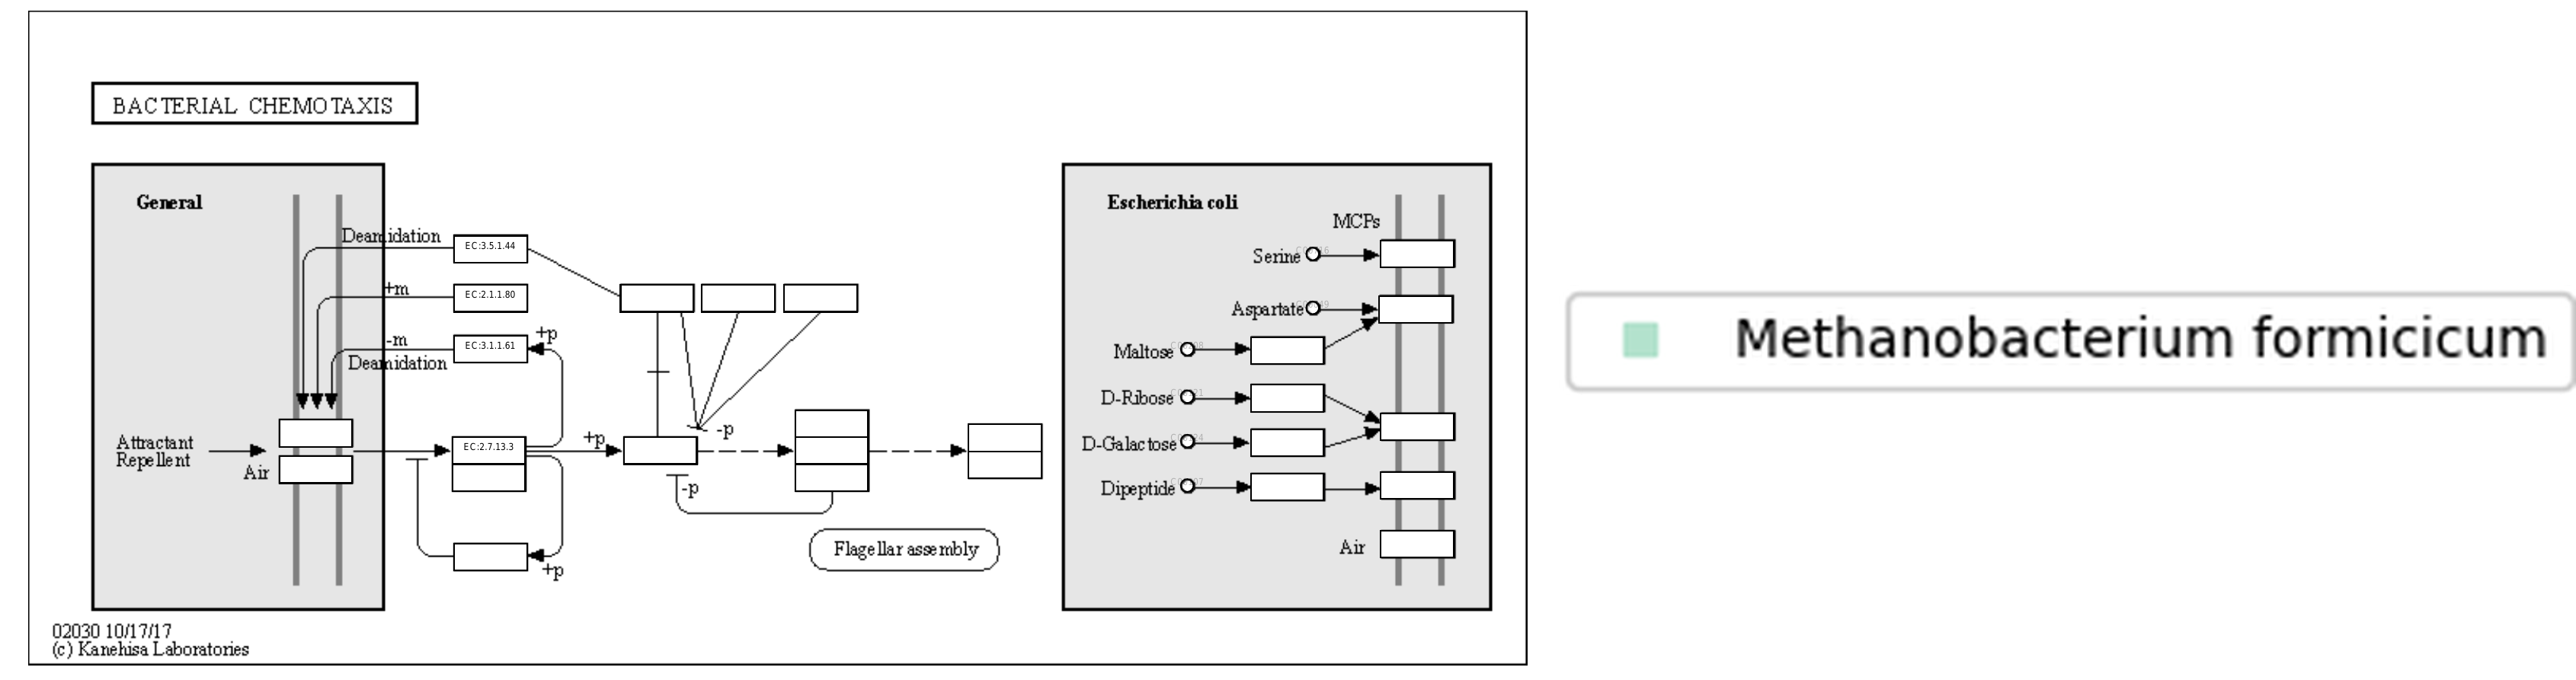 BACTERIAL CHEMOTAXIS
General
Deamidation
EC:3.5.1.44
+m
EC:2.1.1.80
-m
EC:3.1.1.61
+p
Deamidation
Attractant
Repellent
Air
EC:2.7.13.3
+p
-p
-p
+p
Flagellar assembly
Escherichia coli
MCPs
Serine
Aspartate
Maltose
D-Ribose
D-Galactose
Dipeptide
Air
02030 10/17/17
(c) Kanehisa Laboratories
Methanobacterium formicicum